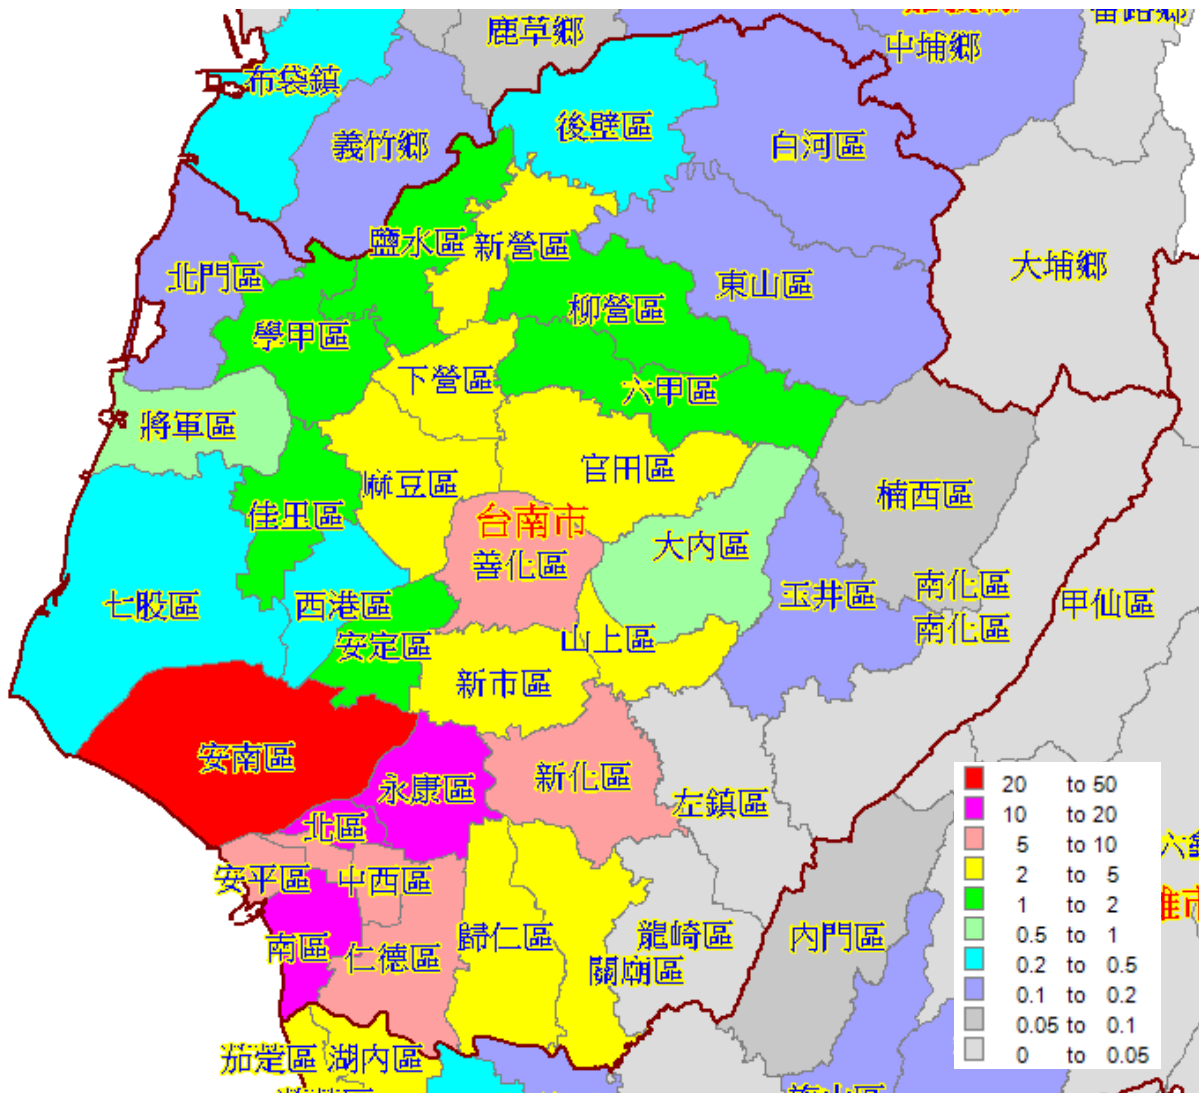 鹿草鄉
番路鄉
中埔鄉
布袋鎮
後壁區
義竹鄉
白河區
鹽水區
新營區
大埔鄉
北門區
東山區
柳營區
學甲區
下營區
六甲區
將軍區
官田區
麻豆區
楠西區
佳里區
台南市
大內區
善化區
南化區
七股區
西港區
玉井區
甲仙區
南化區
安定區
山上區
新市區
安南區
永康區
新化區
左鎮區
北區
安平區
中西區
南區
仁德區
歸仁區
龍崎區
關廟區
內門區
茄萣區
湖內區
旗山區
20 to 50
10 to 20
5 to 10
2 to 5
1 to 2
0.5 to 1
0.2 to 0.5
0.1 to 0.2
0.05 to 0.1
0 to 0.05